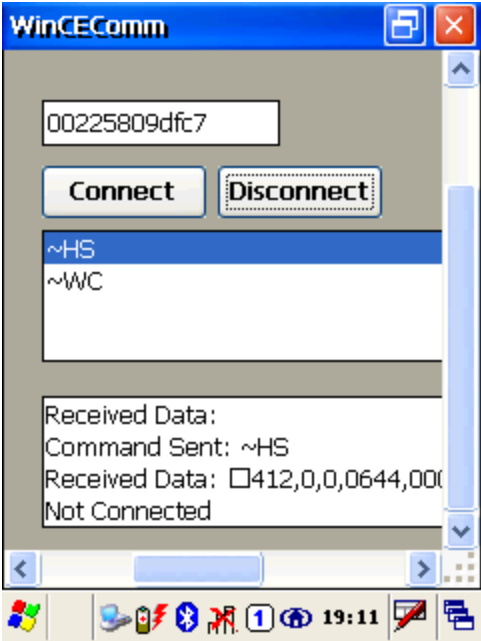 WinCEComm
00225809dfc7
Connect Disconnect
~HS
~WC
Received Data:
Command Sent: ~HS
Received Data: □412,0,0,0644,00
Not Connected
1 19:11